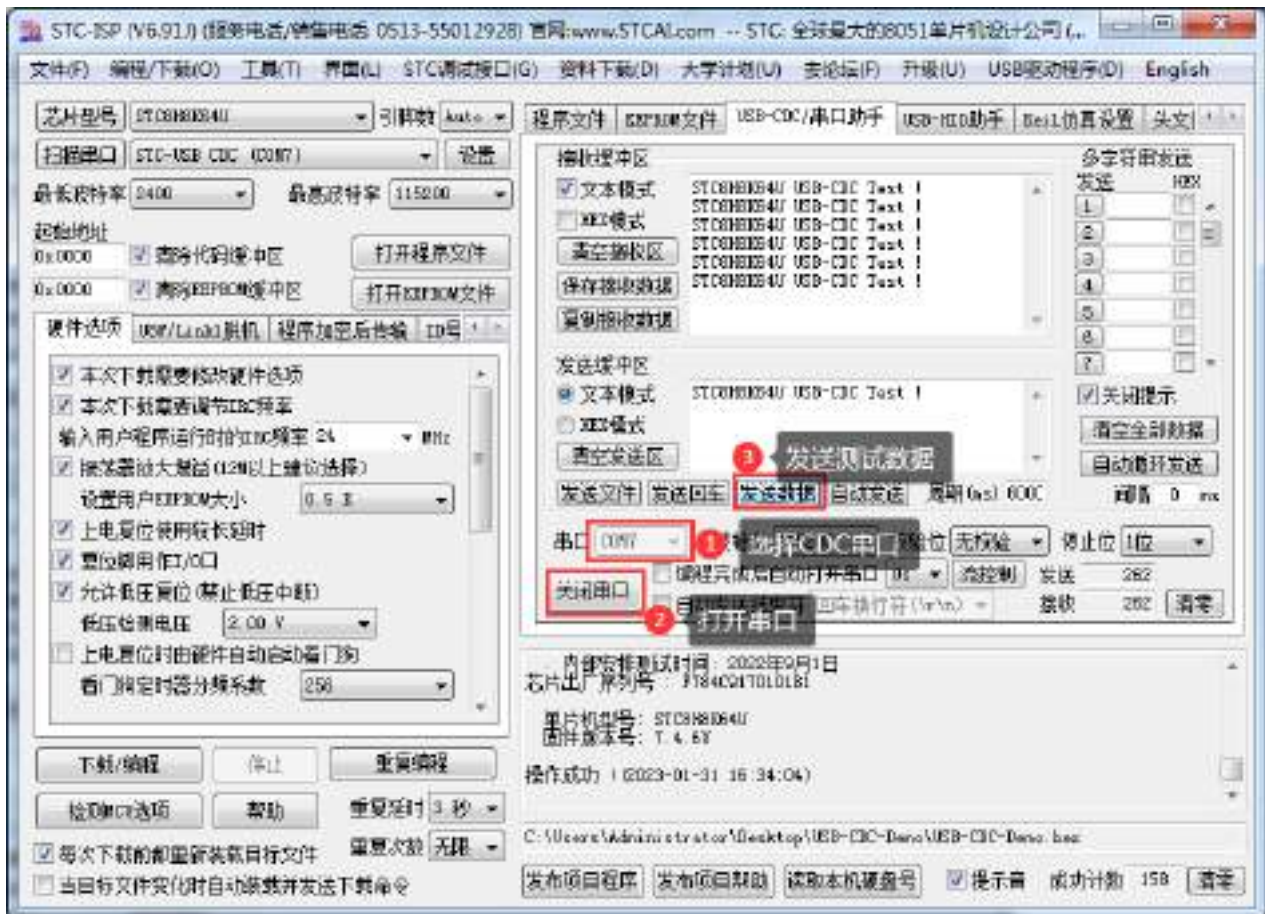 STC-ISP (V6.91J) (服务电话/销售电话 0513-55012928) 官网:www.STCAI.com -- STC: 全球最大的8051单片机设计公司 (..
文件(F) 编程/下载(O) 工具(T) 界面(L) STC调试接口(G) 资料下载(D) 大学计划(U) 去论坛(F) 升级(U) USB驱动程序(D) English
芯片型号 STC8H8K64U 引脚数 Auto
扫描串口 STC-USB CDC (COM7) 设置
最低波特率 2400 最高波特率 115200
起始地址
0x0000 清除代码缓冲区 打开程序文件
0x0000 清除EEPROM缓冲区 打开EEPROM文件
硬件选项 U8W/Link1脱机 程序加密后传输 ID号
本次下载需要修改硬件选项
本次下载需要调节IRC频率
输入用户程序运行时的IRC频率 24 MHz
振荡器放大增益(12M以上建议选择)
设置用户EEPROM大小 0.5 K
上电复位使用较长延时
复位脚用作I/O口
允许低压复位(禁止低压中断)
低压检测电压 2.00 V
上电复位时由硬件自动启动看门狗
看门狗定时器分频系数 256
下载/编程 停止 重复编程
检测MCU选项 帮助 重复延时 3 秒
重复次数 无限
每次下载前都重新装载目标文件
当目标文件变化时自动装载并发送下载命令
程序文件 EEPROM文件 USB-CDC/串口助手 USB-HID助手 Keil仿真设置 头文
接收缓冲区
文本模式
HEX模式
清空接收区
保存接收数据
复制接收数据
STC8H8K64U USB-CDC Test !
STC8H8K64U USB-CDC Test !
STC8H8K64U USB-CDC Test !
STC8H8K64U USB-CDC Test !
STC8H8K64U USB-CDC Test !
STC8H8K64U USB-CDC Test !
多字符串发送
发送 HEX
1
2
3
4
5
6
7
关闭提示
清空全部数据
自动循环发送
间隔 0 ms
发送缓冲区
文本模式
HEX模式
清空发送区
STC8H8K64U USB-CDC Test !
3 发送测试数据
发送文件 发送回车 发送数据 自动发送 周期(ms)
串口 COM7 1 选择CDC串口 验位 无校验 停止位 1位
编程完成后自动打开串口 流控制 发送 262
关闭串口 回车换行符(\r\n) 接收 262 清零
2 打开串口
内部安排测试时间: 2022年9月1日
芯片出厂序列号 : F784C9170101B1
单片机型号: STC8H8K64U
固件版本号: 7.4.6Y
操作成功 !(2023-01-31 16:34:04)
C:\Users\Administrator\Desktop\USB-CDC-Demo\USB-CDC-Demo.hex
发布项目程序 发布项目帮助 读取本机硬盘号 提示音 成功计数 158 清零